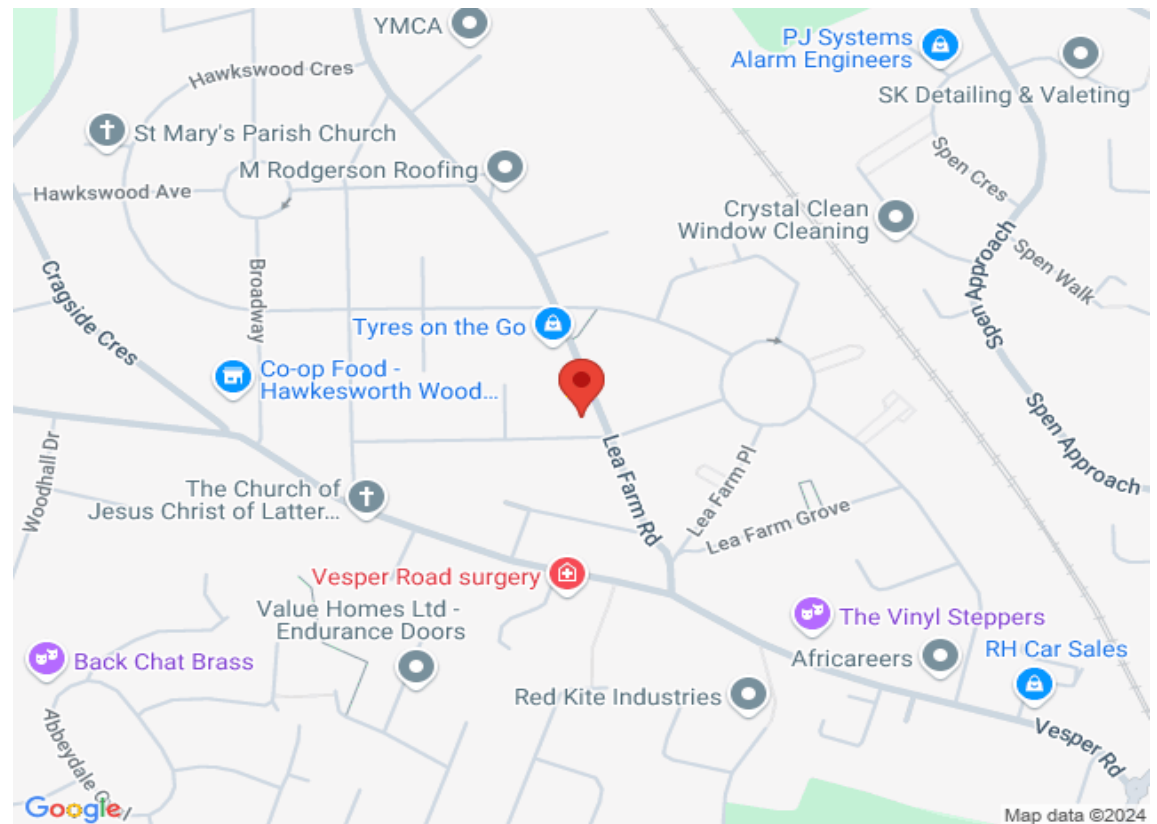 YMCA
PJ Systems
Alarm Engineers
SK Detailing & Valeting
Hawkswood Cres
St Mary's Parish Church
M Rodgerson Roofing
Hawkswood Ave
Spen Cres
Crystal Clean
Window Cleaning
Spen Approach
Spen Walk
Cragside Cres
Broadway
Tyres on the Go
Co-op Food -
Hawkesworth Wood...
Lea Farm Rd
Spen Approach
Woodhall Dr
The Church of
Jesus Christ of Latter...
Lea Farm Pl
Lea Farm Grove
Vesper Road surgery
Value Homes Ltd -
Endurance Doors
The Vinyl Steppers
Back Chat Brass
Africareers
RH Car Sales
Red Kite Industries
Vesper Rd
Abbeydale
Google
Map data ©2024